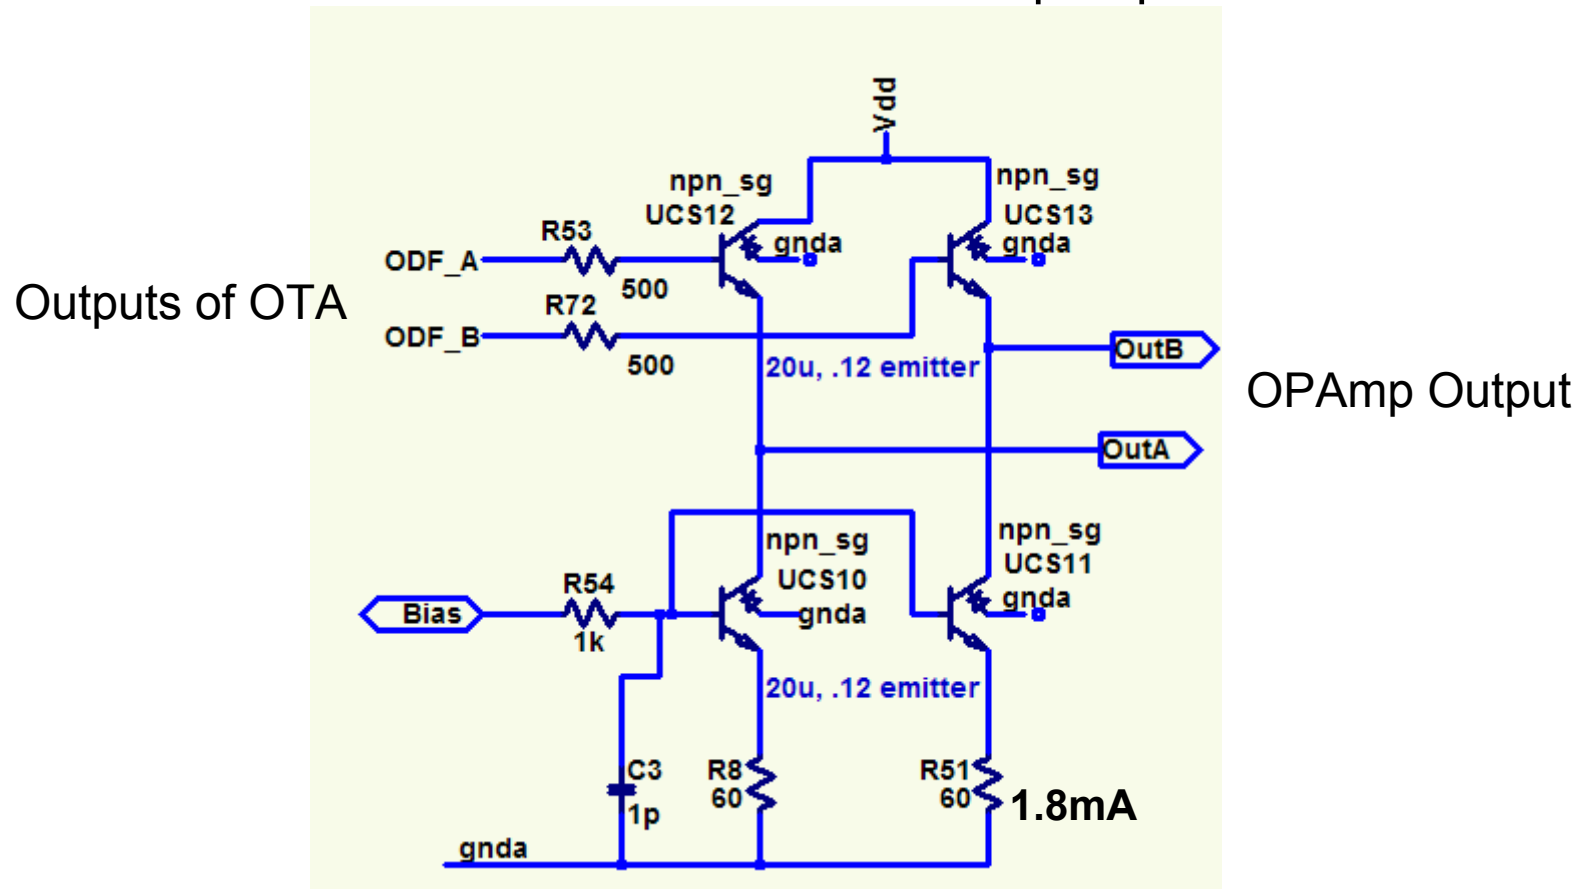 Vdd
npn_sg
UCS12
gnda
npn_sg
UCS13
gnda
R53
ODF_A
500
Outputs of OTA
R72
ODF_B
500
20u, .12 emitter
OutB
OPAmp Output
OutA
npn_sg
UCS10
gnda
npn_sg
UCS11
gnda
R54
Bias
1k
20u, .12 emitter
C3
1p
R8
60
R51
60
1.8mA
gnda